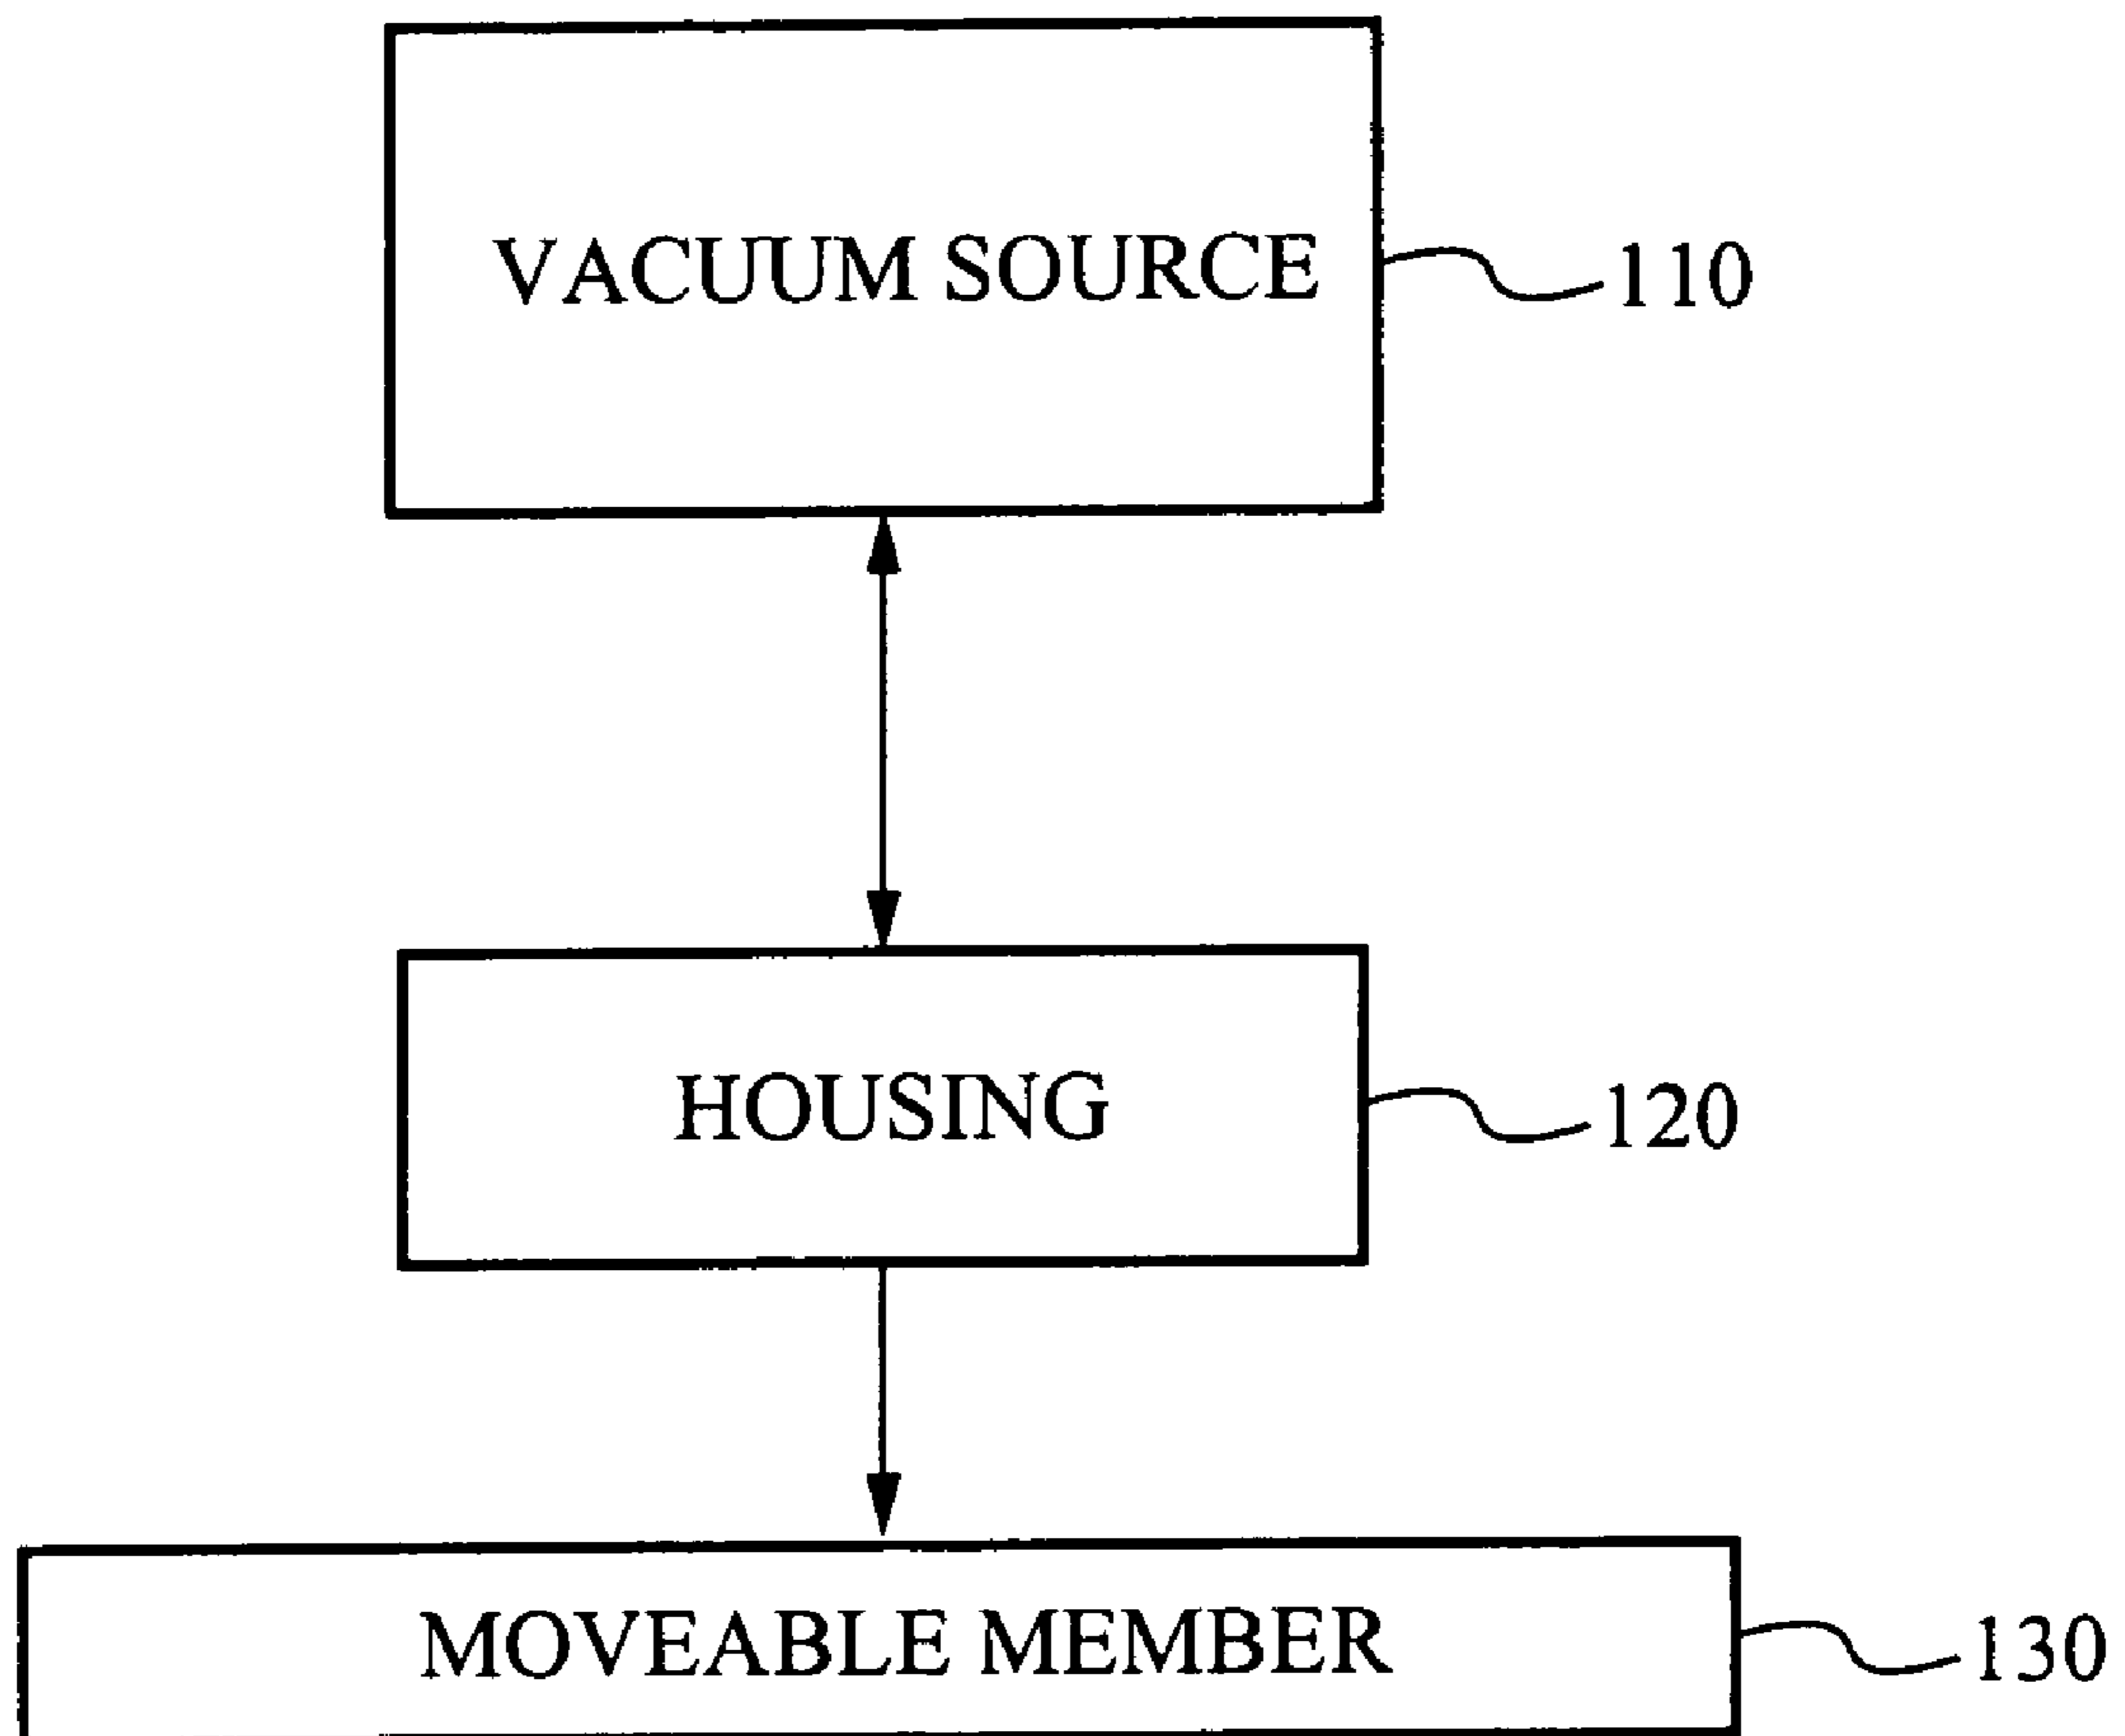 VACUUM SOURCE
110
HOUSING
120
MOVEABLE MEMBER
130